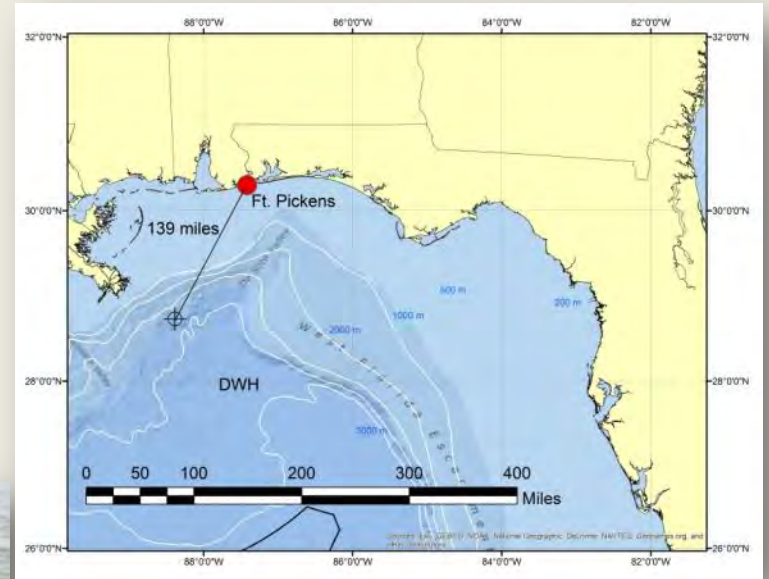 88°0'0"W 86°0'0"W 84°0'0"W 82°0'0"W
32°0'0"N 32°0'0"N
Ft. Pickens
30°0'0"N 30°0'0"N
139 miles
600 m
200 m
1000 m
2000 m
West Florida Escarpment
28°0'0"N 28°0'0"N
DWH
3000 m
0 50 100 200 300 400
Miles
26°0'0"N 26°0'0"N
88°0'0"W 86°0'0"W 84°0'0"W 82°0'0"W